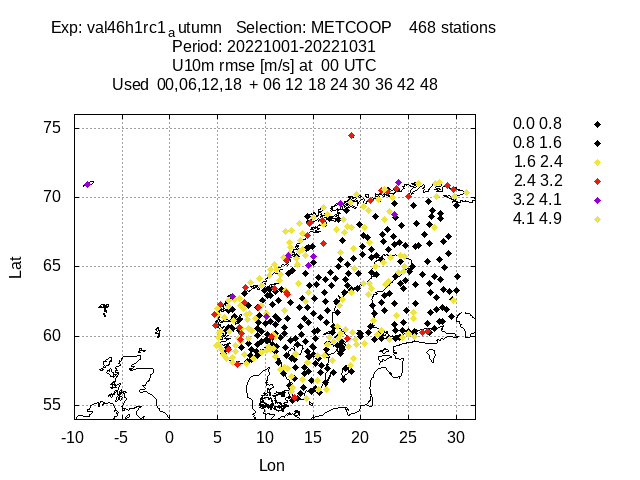 Exp: val46h1rc1autumn   Selection: METCOOP    468 stations
Period: 20221001-20221031
U10m rmse [m/s] at  00 UTC
Used  00,06,12,18  + 06 12 18 24 30 36 42 48
0.0 0.8
0.8 1.6
1.6 2.4
2.4 3.2
3.2 4.1
4.1 4.9
75
70
65
60
55
Lat
-10 -5 0 5 10 15 20 25 30
Lon